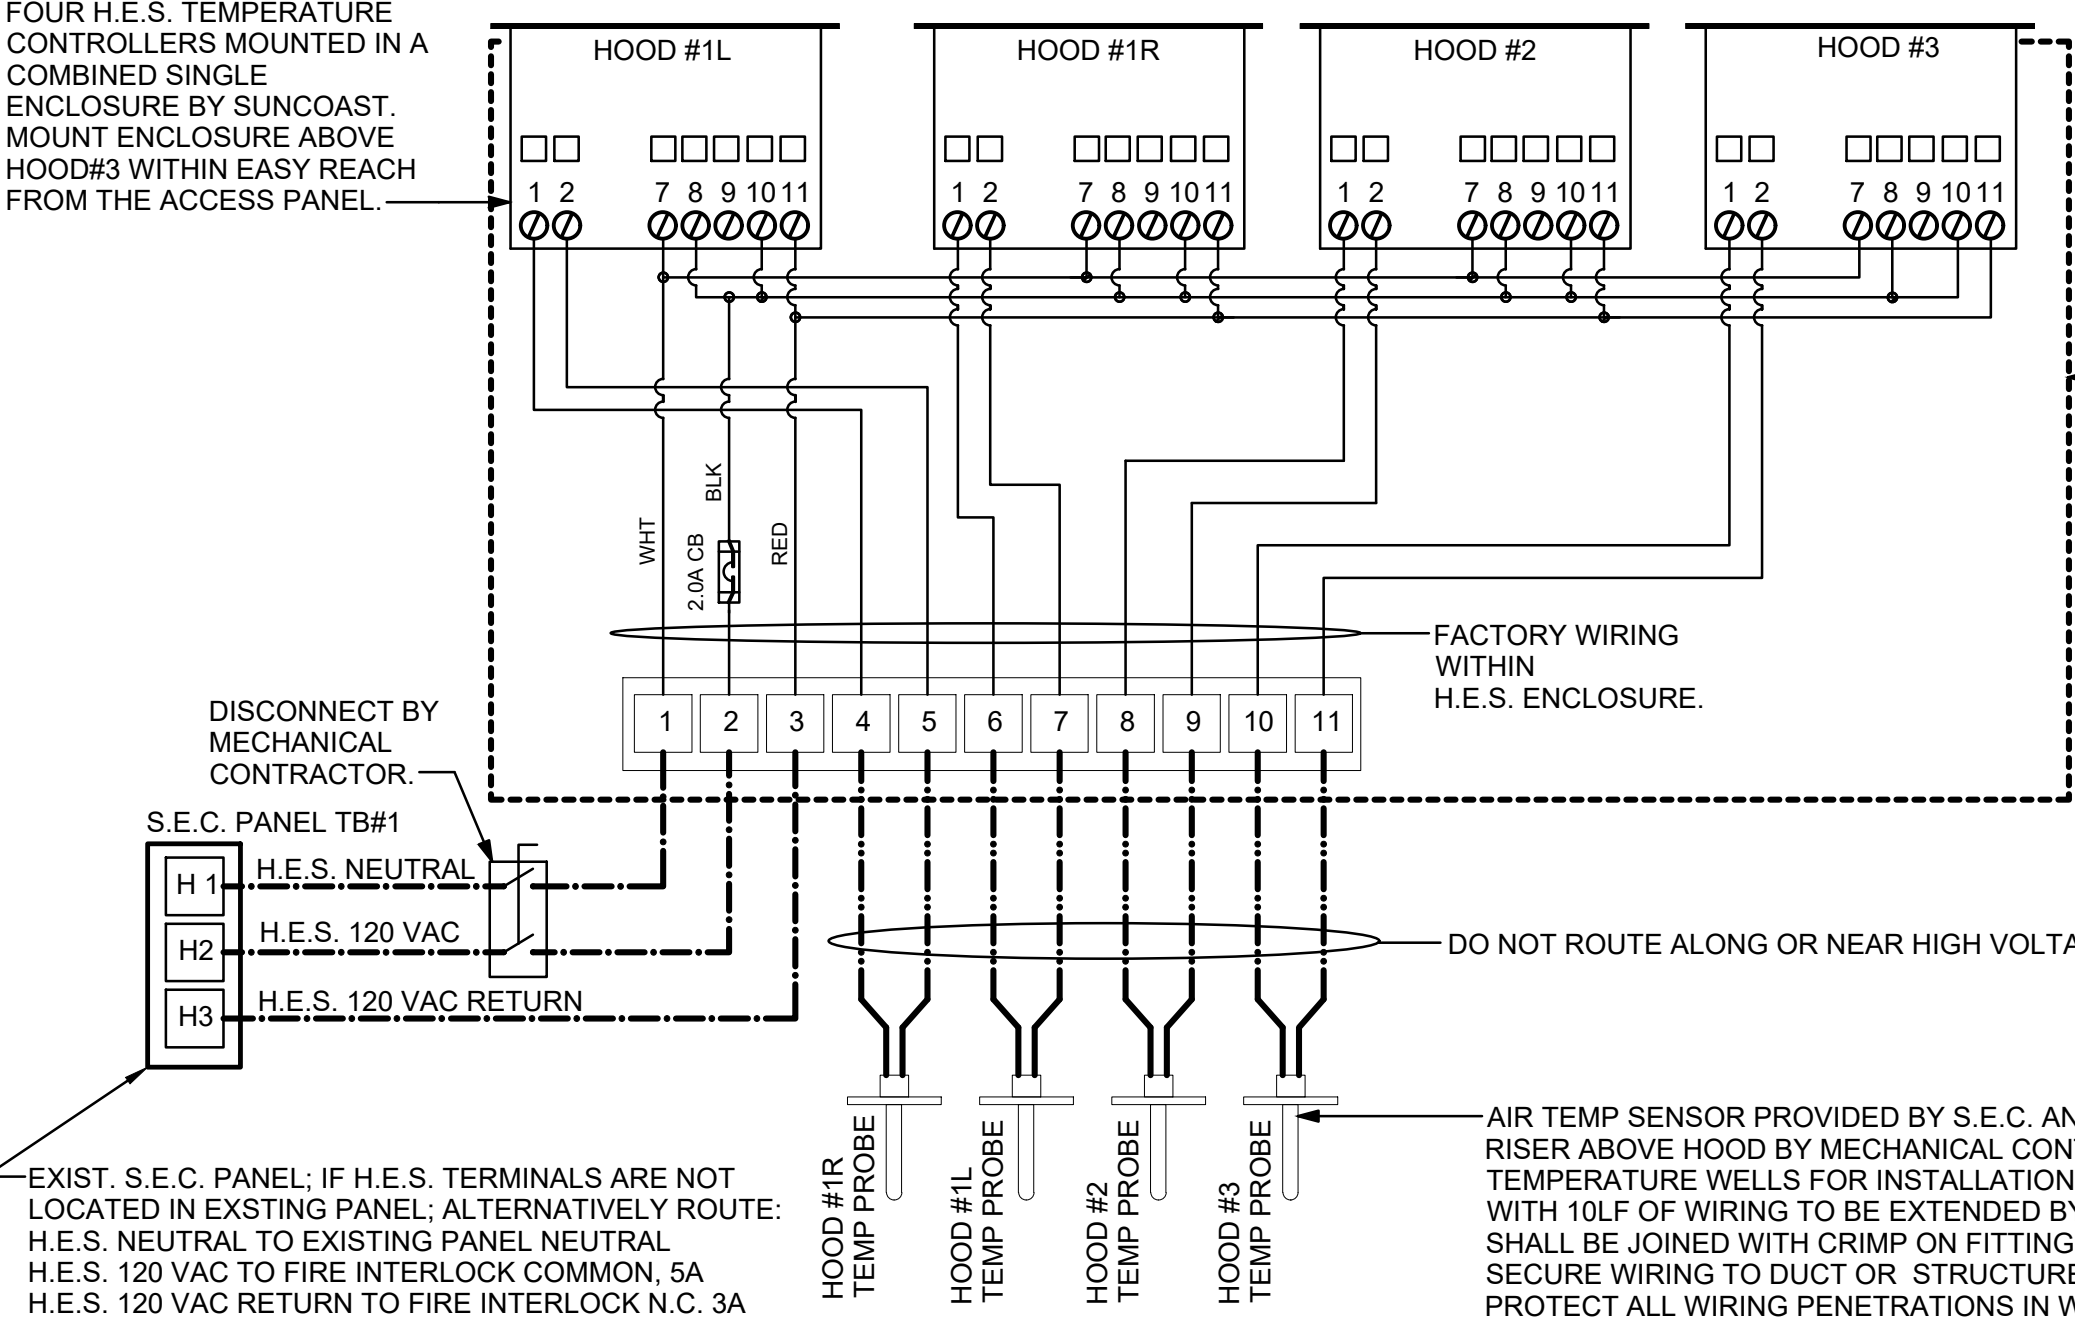 FOUR H.E.S. TEMPERATURE
CONTROLLERS MOUNTED IN A
COMBINED SINGLE
ENCLOSURE BY SUNCOAST.
MOUNT ENCLOSURE ABOVE
HOOD#3 WITHIN EASY REACH
FROM THE ACCESS PANEL.
HOOD #1L
1 2 7 8 9 10 11
HOOD #1R
1 2 7 8 9 10 11
HOOD #2
1 2 7 8 9 10 11
HOOD #3
1 2 7 8 9 10 11
WHT
BLK
2.0A CB
RED
FACTORY WIRING
WITHIN
H.E.S. ENCLOSURE.
1 2 3 4 5 6 7 8 9 10 11
DISCONNECT BY
MECHANICAL
CONTRACTOR.
S.E.C. PANEL TB#1
H 1
H.E.S. NEUTRAL
H2
H.E.S. 120 VAC
H3
H.E.S. 120 VAC RETURN
DO NOT ROUTE ALONG OR NEAR HIGH VOLTA
HOOD #1R
TEMP PROBE
HOOD #1L
TEMP PROBE
HOOD #2
TEMP PROBE
HOOD #3
TEMP PROBE
EXIST. S.E.C. PANEL; IF H.E.S. TERMINALS ARE NOT
LOCATED IN EXSTING PANEL; ALTERNATIVELY ROUTE:
H.E.S. NEUTRAL TO EXISTING PANEL NEUTRAL
H.E.S. 120 VAC TO FIRE INTERLOCK COMMON, 5A
H.E.S. 120 VAC RETURN TO FIRE INTERLOCK N.C. 3A
AIR TEMP SENSOR PROVIDED BY S.E.C. AN
RISER ABOVE HOOD BY MECHANICAL CON
TEMPERATURE WELLS FOR INSTALLATION
WITH 10LF OF WIRING TO BE EXTENDED BY
SHALL BE JOINED WITH CRIMP ON FITTING
SECURE WIRING TO DUCT OR STRUCTURE
PROTECT ALL WIRING PENETRATIONS IN W